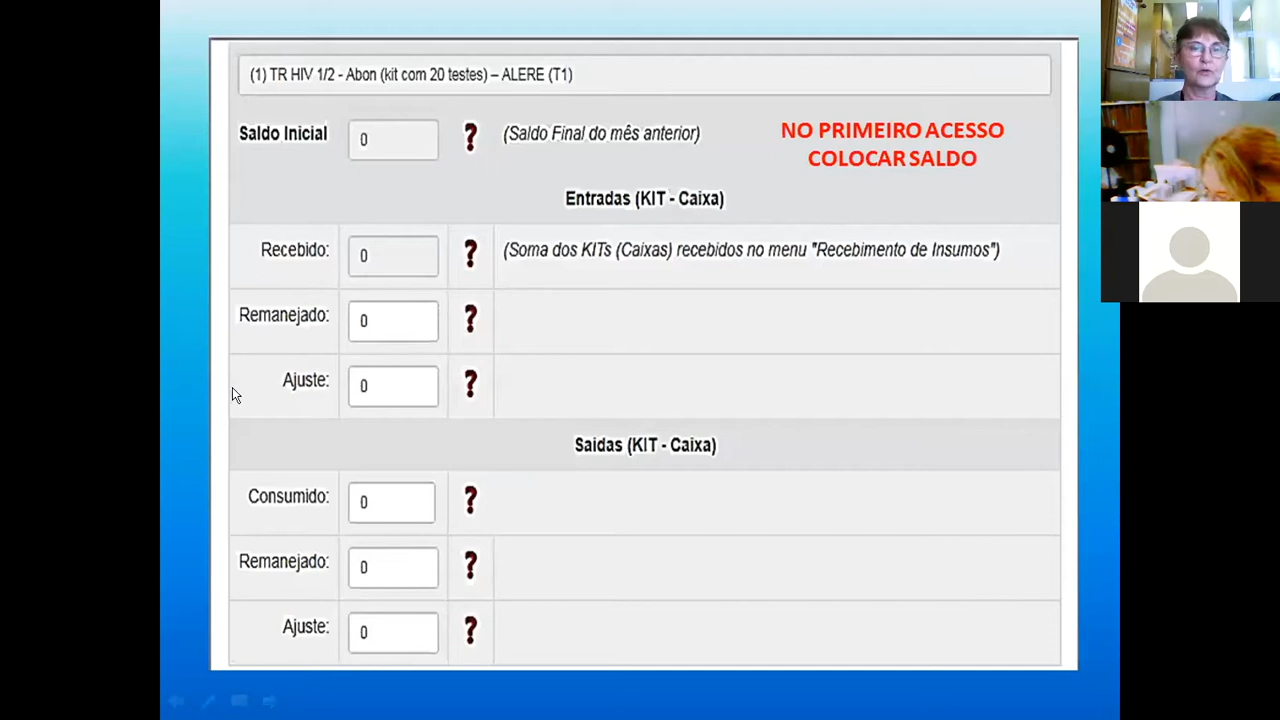 (1) TR HIV 1/2 - Abon (kit com 20 testes) – ALERE (T1)
Saldo Inicial 0 ? (Saldo Final do mês anterior)
NO PRIMEIRO ACESSO
COLOCAR SALDO
Entradas (KIT - Caixa)
Recebido: 0 ? (Soma dos KITs (Caixas) recebidos no menu "Recebimento de Insumos")
Remanejado: 0 ?
Ajuste: 0 ?
Saídas (KIT - Caixa)
Consumido: 0 ?
Remanejado: 0 ?
Ajuste: 0 ?